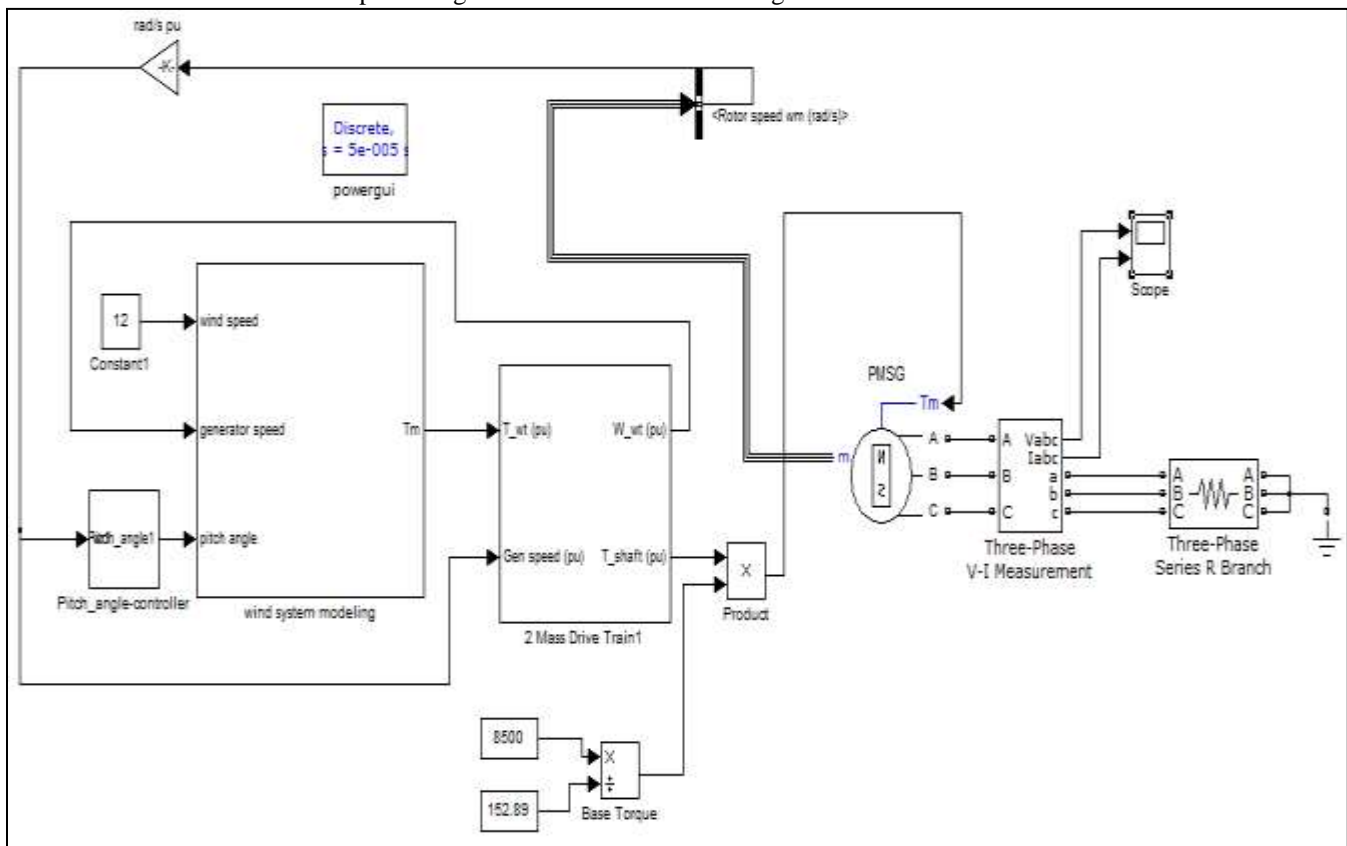 rad/s pu
-K-
<Rotor speed wm (rad/s)>
Discrete,
s = 5e-005 s
powergui
Scope
12
Constant1
wind speed
generator speed
pitch angle
Tm
wind system modeling
Pitch_angle-controller
T_wt (pu)
W_wt (pu)
Gen speed (pu)
T_shaft (pu)
2 Mass Drive Train1
X
Product
PMSG
Tm
m
N
S
A
B
C
A
B
C
Vabc
Iabc
a
b
c
Three-Phase
V-I Measurement
A
B
C
A
B
C
Three-Phase
Series R Branch
8500
152.89
X
÷
Base Torque